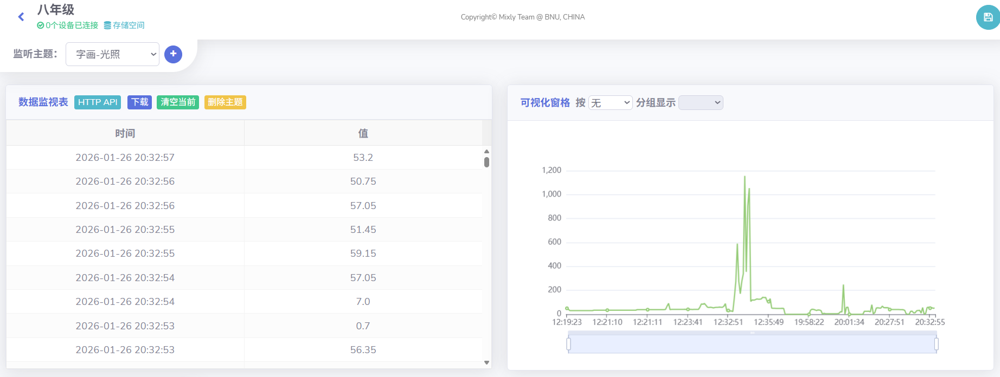 八年级
0个设备已连接 存储空间
Copyright© Mixly Team @ BNU, CHINA
监听主题: 字画-光照
数据监视表 HTTP API 下载 清空当前 删除主题
时间 值
2026-01-26 20:32:57 53.2
2026-01-26 20:32:56 50.75
2026-01-26 20:32:56 57.05
2026-01-26 20:32:55 51.45
2026-01-26 20:32:55 59.15
2026-01-26 20:32:54 57.05
2026-01-26 20:32:54 7.0
2026-01-26 20:32:53 0.7
2026-01-26 20:32:53 56.35
可视化窗格 按 无 分组显示
1,200
1,000
800
600
400
200
0
12:19:23 12:21:10 12:21:11 12:23:41 12:32:51 12:35:49 19:58:22 20:01:34 20:27:51 20:32:55